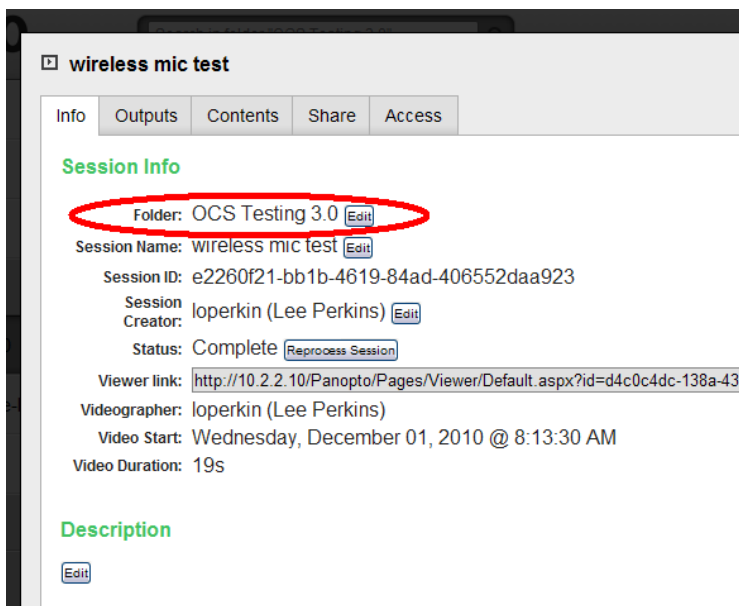 wireless mic test
Info Outputs Contents Share Access
Session Info
Folder: OCS Testing 3.0 Edit
Session Name: wireless mic test Edit
Session ID: e2260f21-bb1b-4619-84ad-406552daa923
Session Creator: loperkin (Lee Perkins) Edit
Status: Complete Reprocess Session
Viewer link: http://10.2.2.10/Panopto/Pages/Viewer/Default.aspx?id=d4c0c4dc-138a-43
Videographer: loperkin (Lee Perkins)
Video Start: Wednesday, December 01, 2010 @ 8:13:30 AM
Video Duration: 19s
Description
Edit